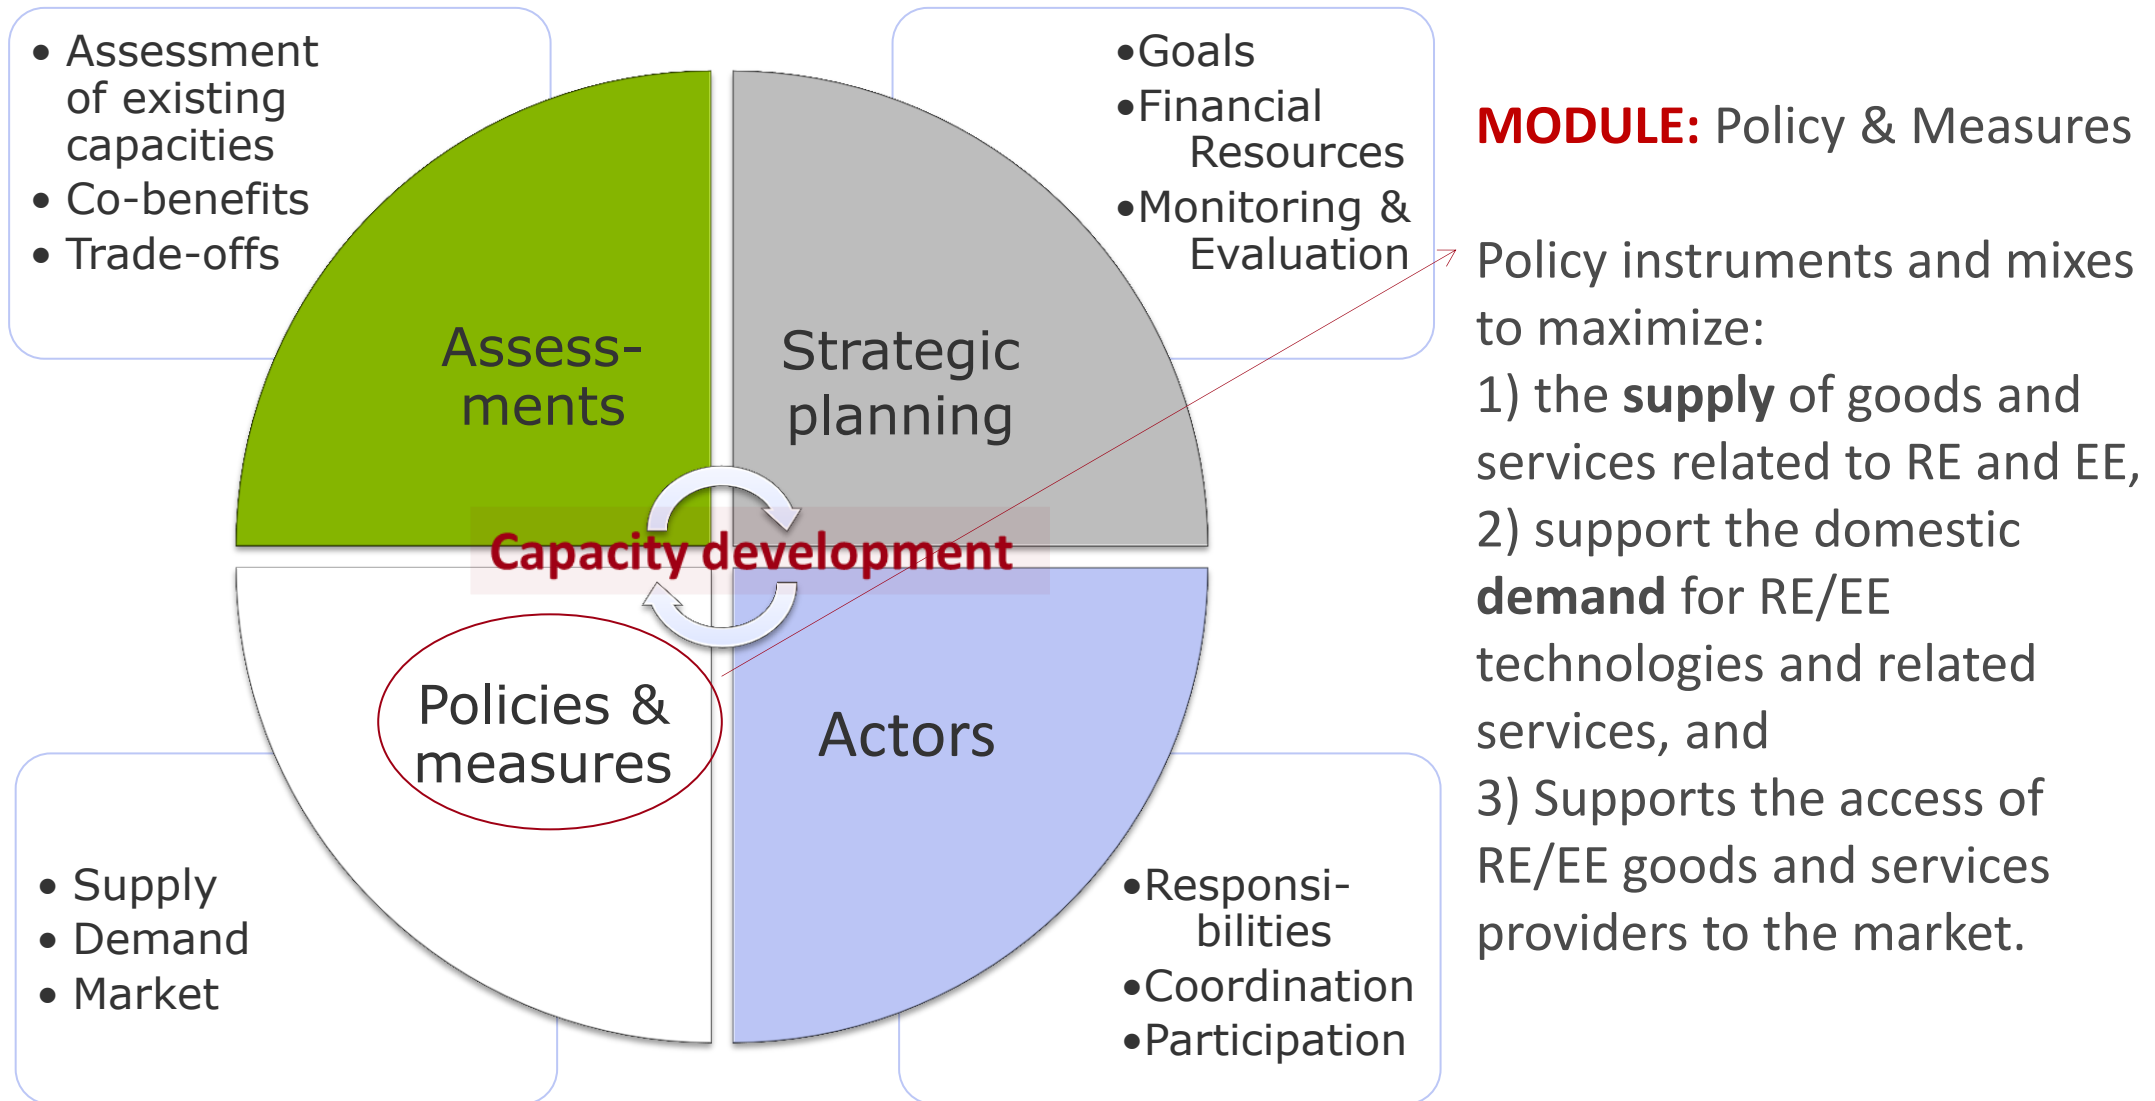 • Assessment
of existing
capacities
• Co-benefits
• Trade-offs
•Goals
•Financial
Resources
•Monitoring &
Evaluation
Assess-
ments
Strategic
planning
Capacity development
Policies &
measures
Actors
• Supply
• Demand
• Market
•Responsi-
bilities
•Coordination
•Participation
MODULE: Policy & Measures
Policy instruments and mixes
to maximize:
1) the supply of goods and
services related to RE and EE,
2) support the domestic
demand for RE/EE
technologies and related
services, and
3) Supports the access of
RE/EE goods and services
providers to the market.